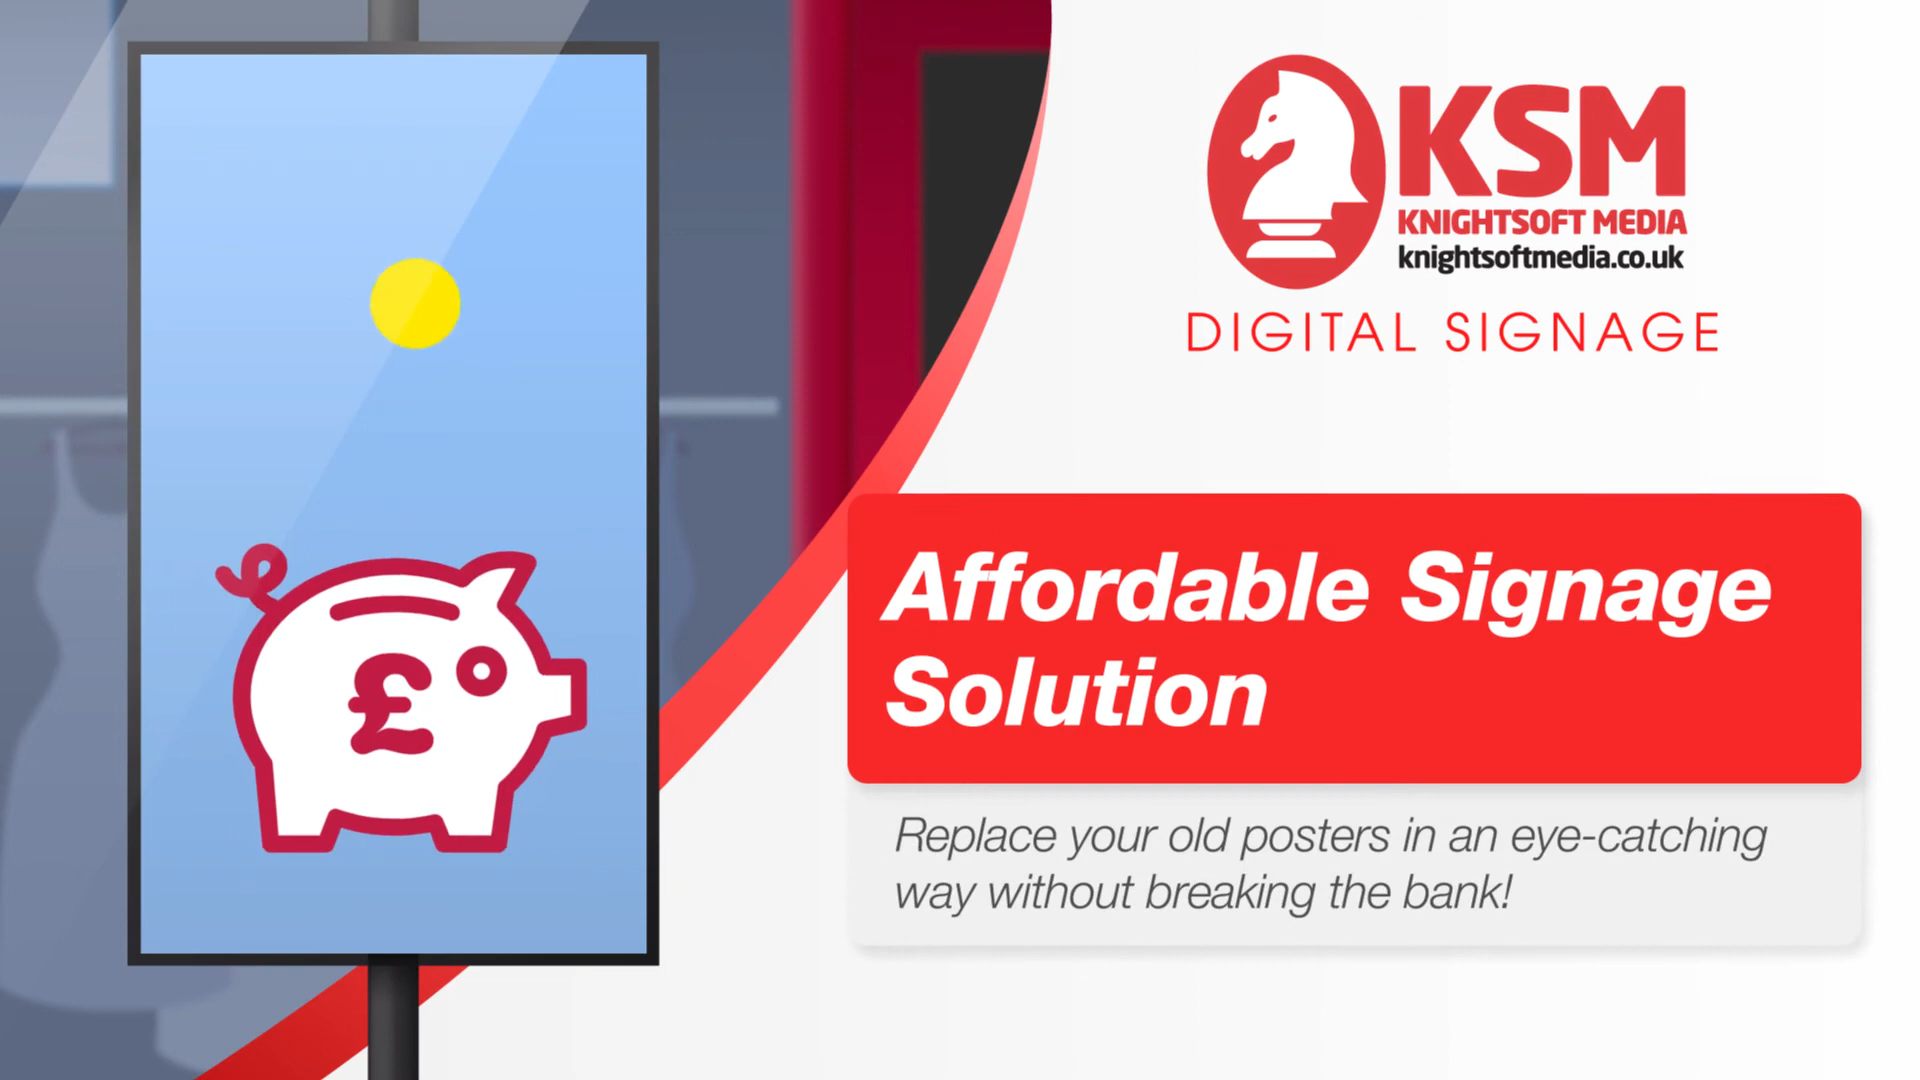 KSM
KNIGHTSOFT MEDIA
knightsoftmedia.co.uk
DIGITAL SIGNAGE
£
Affordable Signage
Solution
Replace your old posters in an eye-catching
way without breaking the bank!